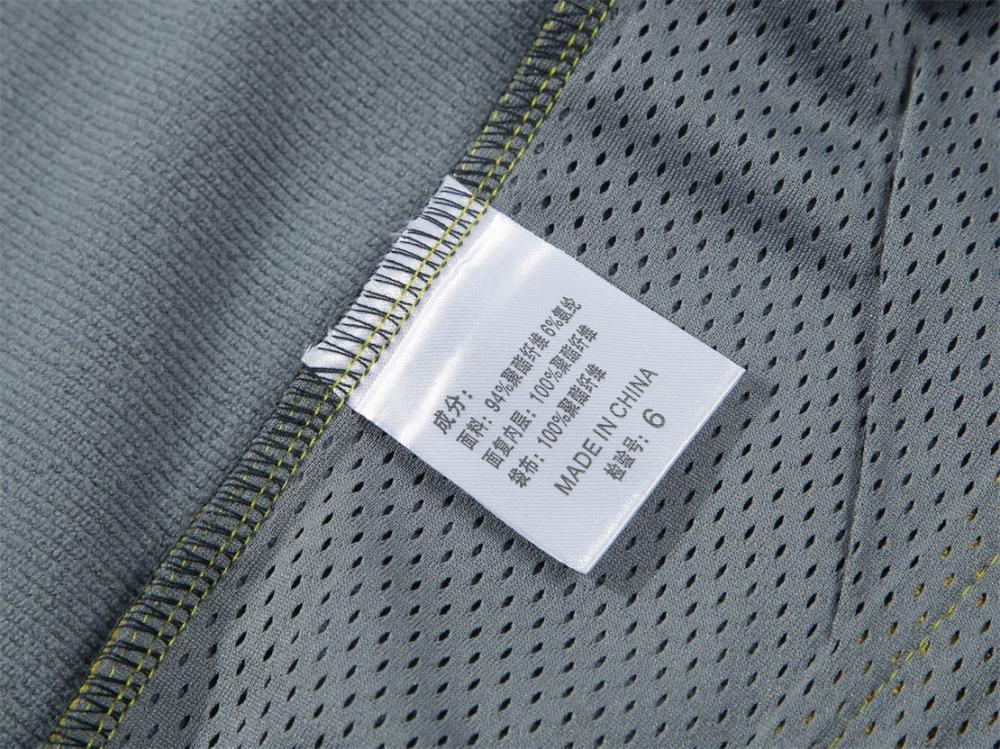 成分：
面料：94%聚酯纤维 6%氨纶
面复内层：100%聚酯纤维
袋布：100%聚酯纤维
MADE IN CHINA
检验号：6